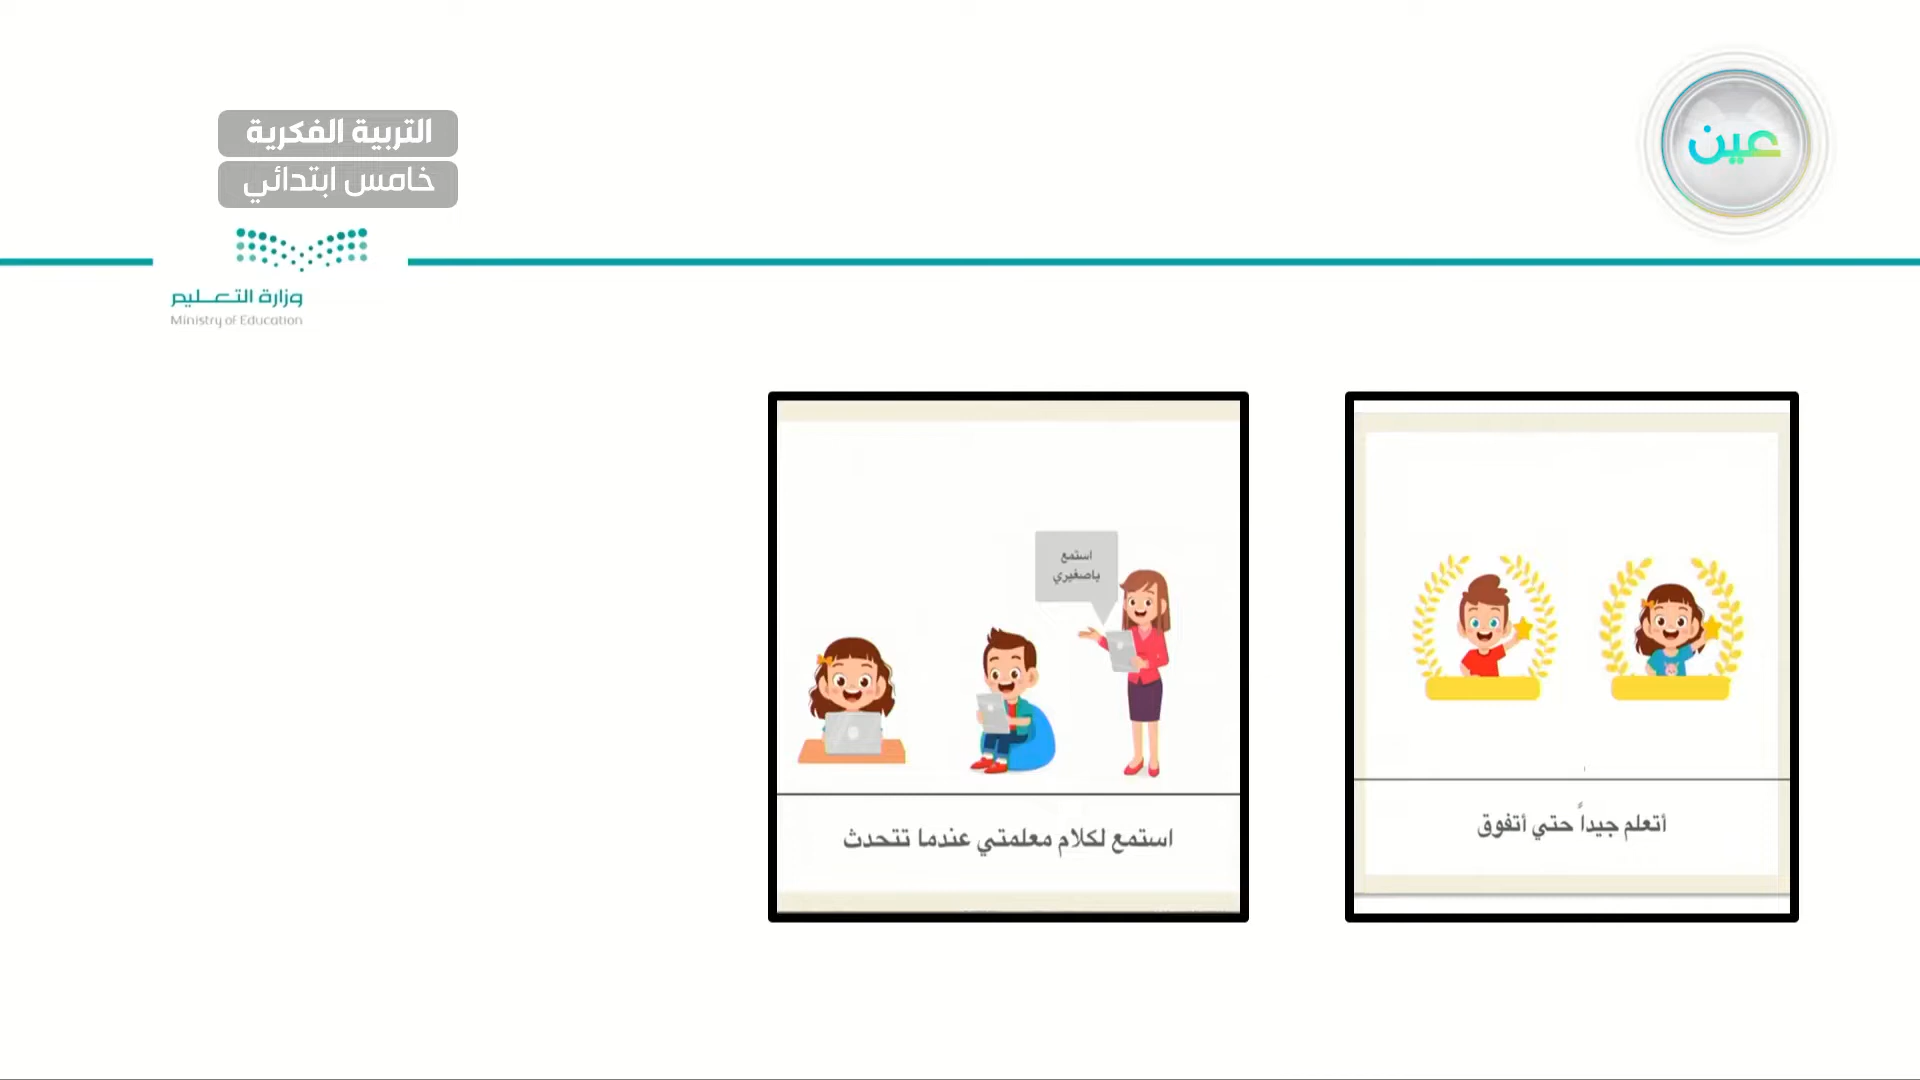 عين
التربية الفكرية
خامس ابتدائي
وزارة التعليم
Ministry of Education
أتعلم جيداً حتي أتفوق
استمع
ياصغيري
استمع لكلام معلمتي عندما تتحدث